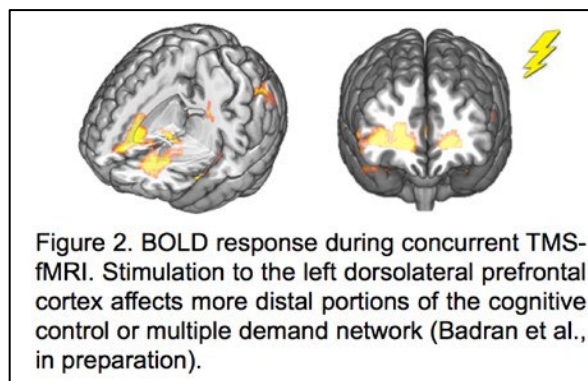 Figure 2. BOLD response during concurrent TMS-
fMRI. Stimulation to the left dorsolateral prefrontal
cortex affects more distal portions of the cognitive
control or multiple demand network (Badran et al.,
in preparation).